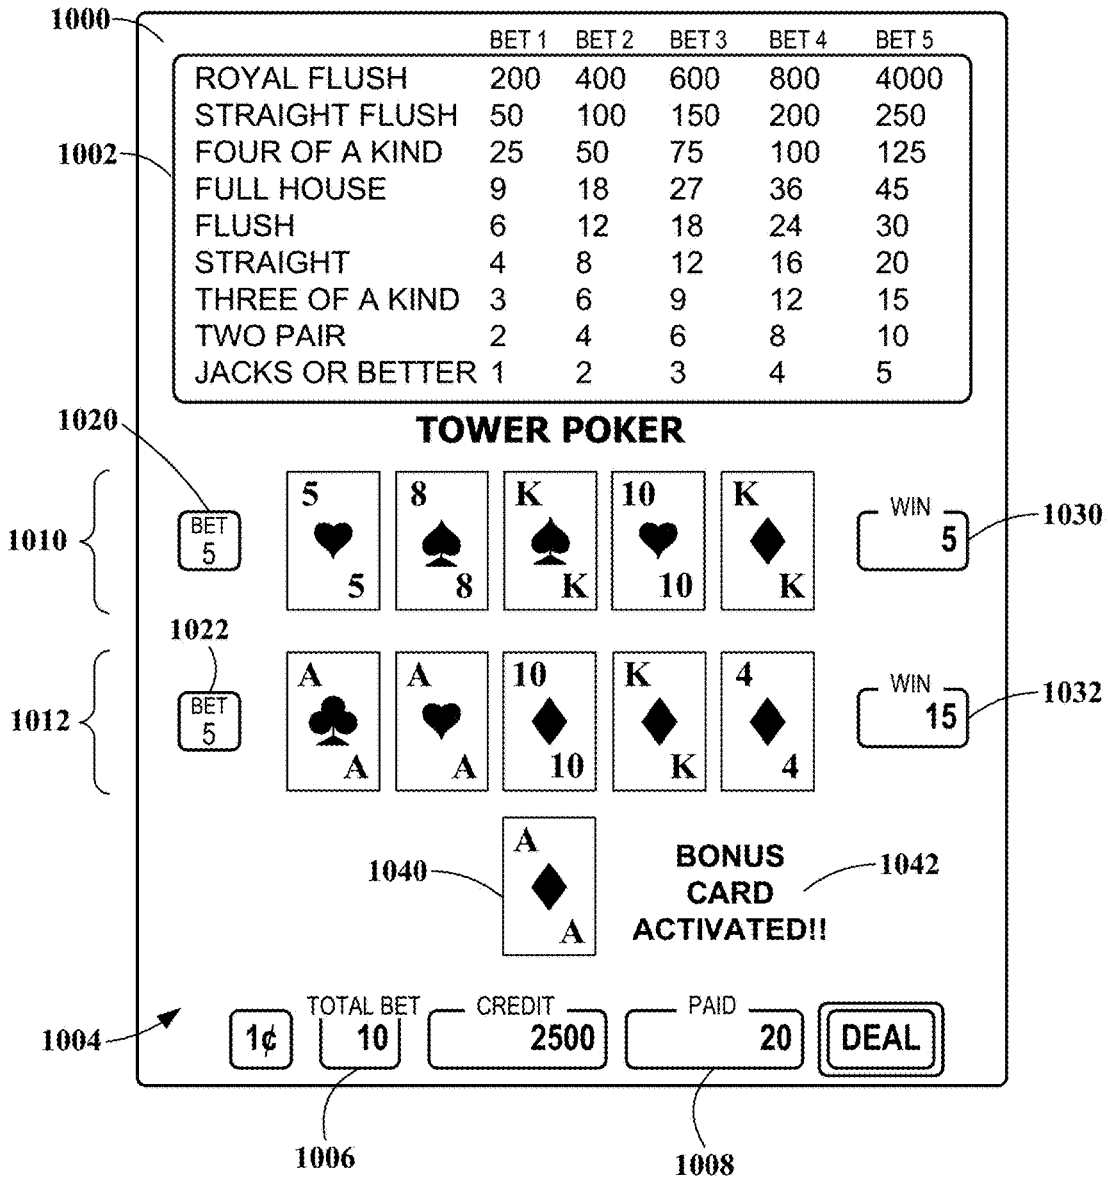 1000
BET 1 BET 2 BET 3 BET 4 BET 5
ROYAL FLUSH 200 400 600 800 4000
STRAIGHT FLUSH 50 100 150 200 250
1002
FOUR OF A KIND 25 50 75 100 125
FULL HOUSE 9 18 27 36 45
FLUSH 6 12 18 24 30
STRAIGHT 4 8 12 16 20
THREE OF A KIND 3 6 9 12 15
TWO PAIR 2 4 6 8 10
JACKS OR BETTER 1 2 3 4 5
1020
TOWER POKER
5 8 K 10 K
1010
BET
5
WIN
5
1030
5 8 K 10 K
1022
A A 10 K 4
1012
BET
5
WIN
15
1032
A A 10 K 4
A
1040
A
BONUS
CARD
ACTIVATED!!
1042
1004
1¢
TOTAL BET
10
CREDIT
2500
PAID
20
DEAL
1006
1008